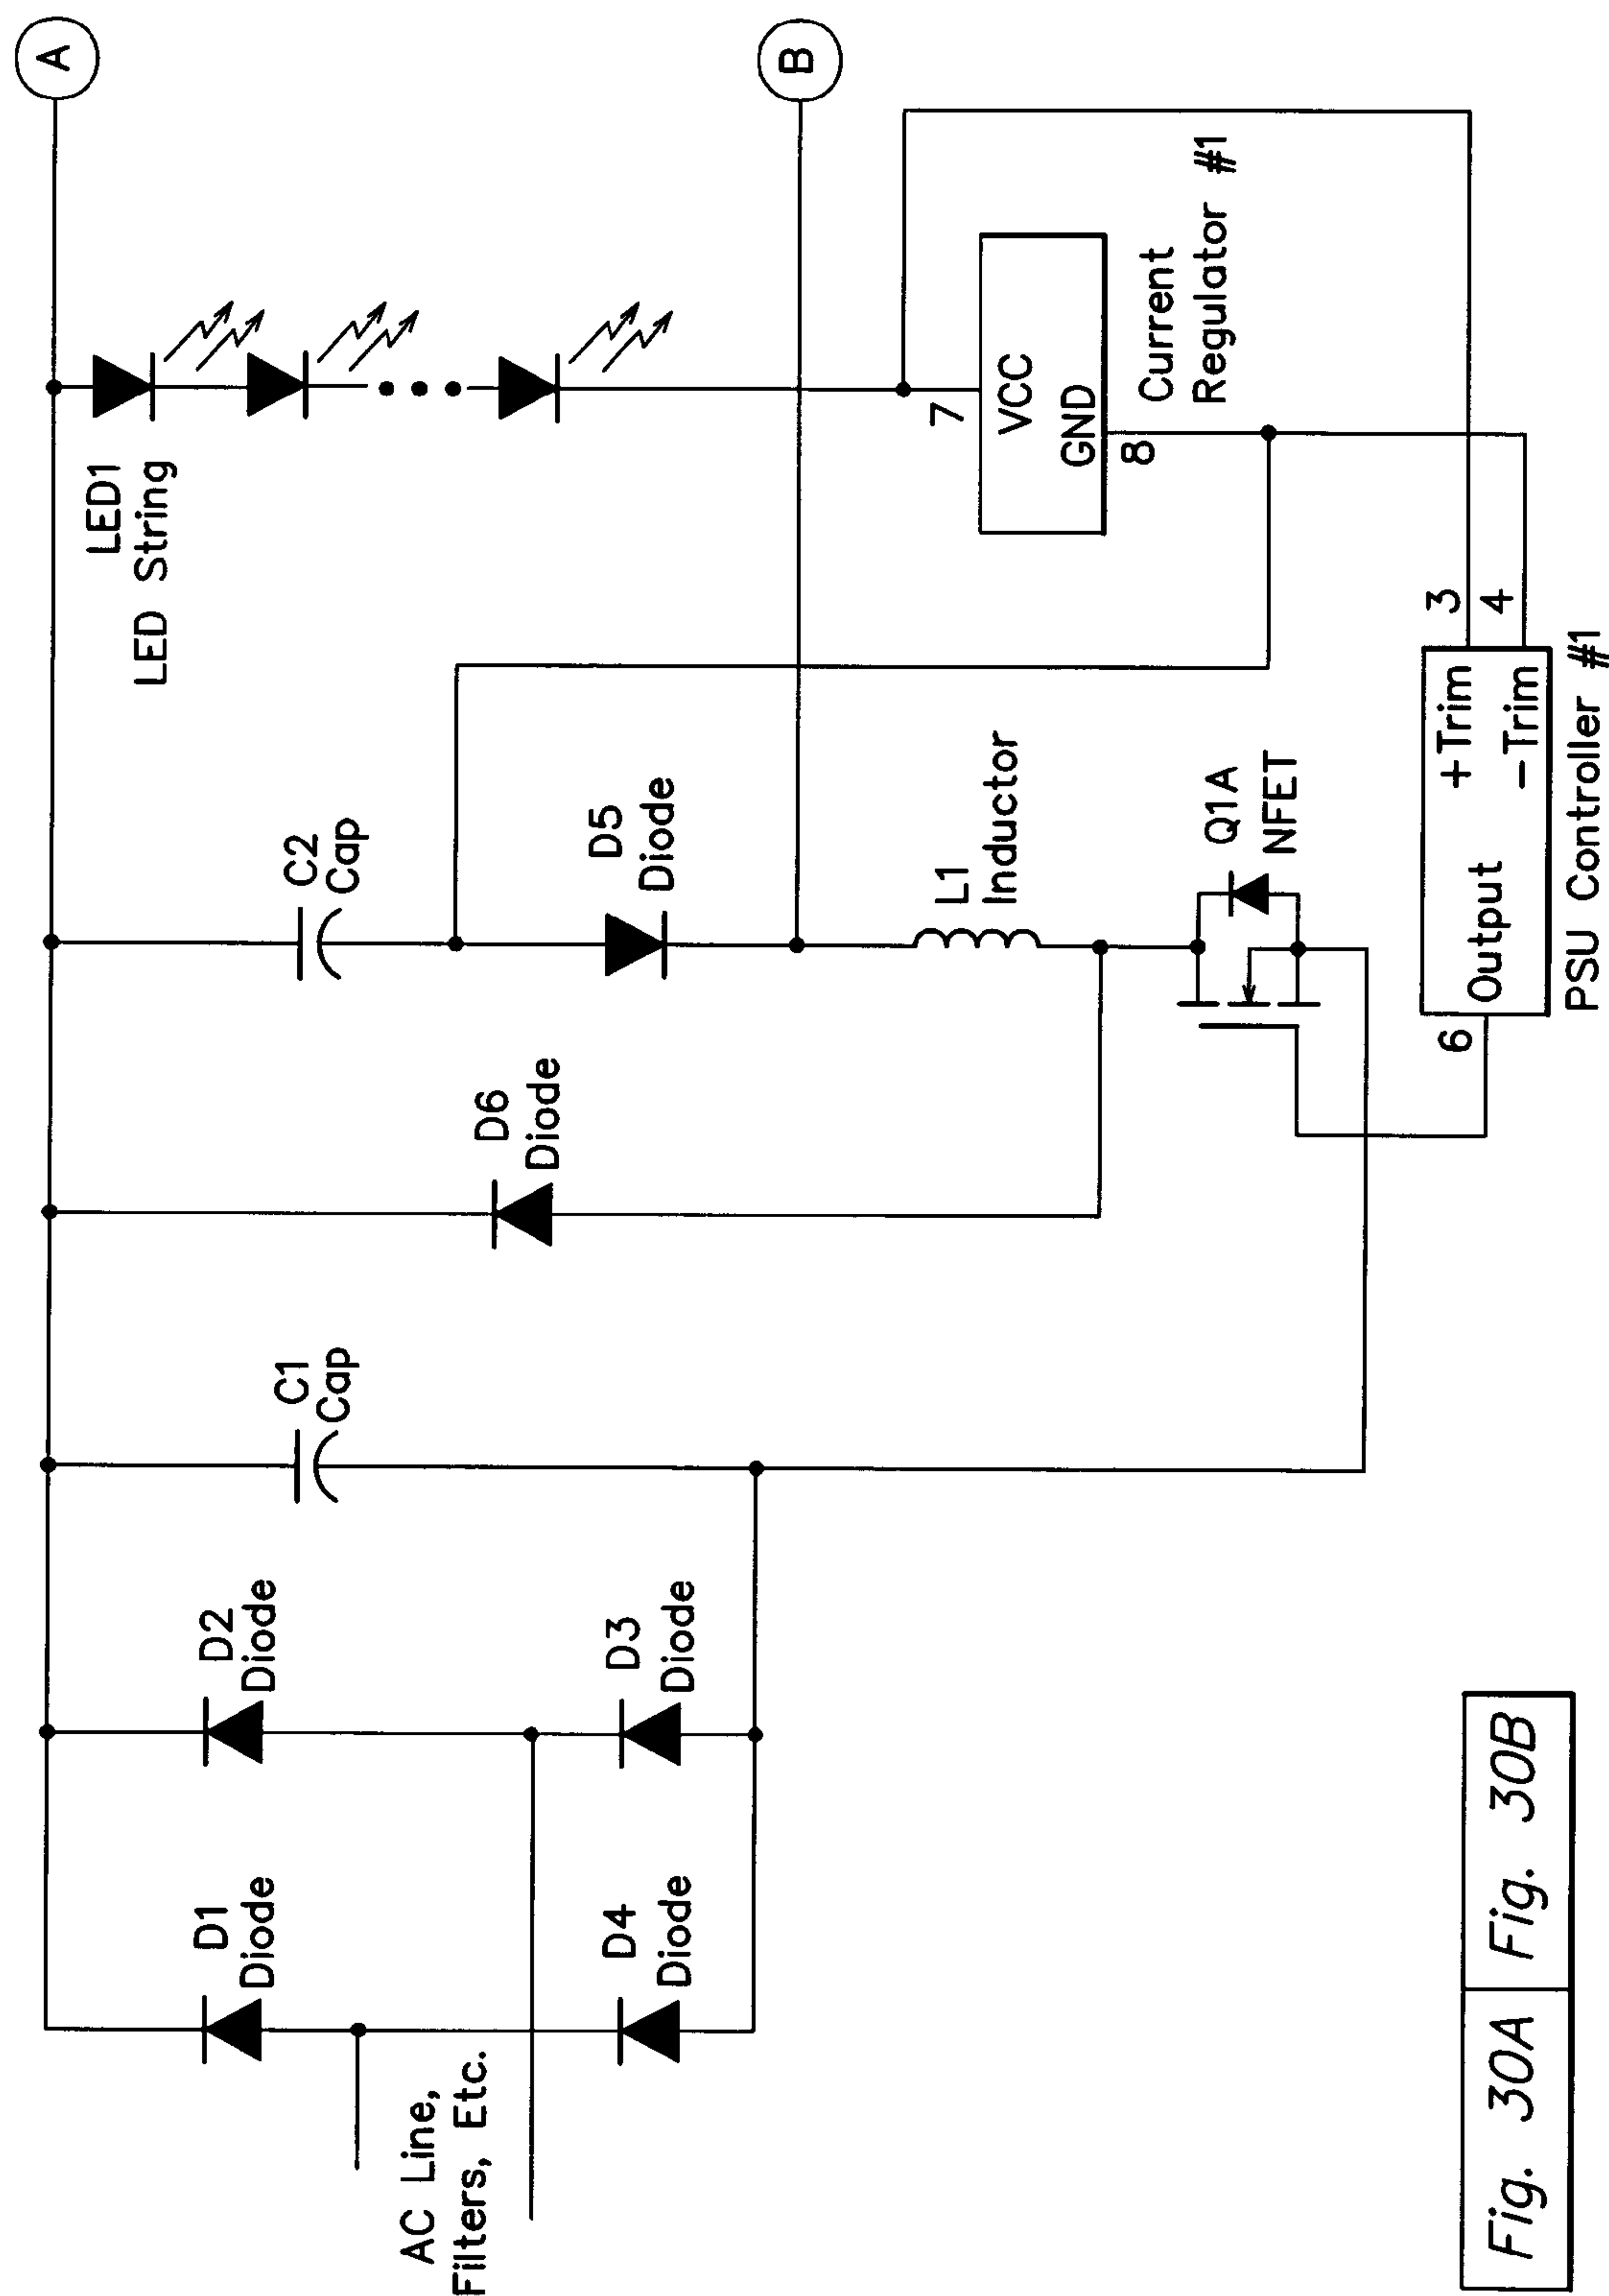 A
B
LED1
LED String
C2
Cap
D5
Diode
D6
Diode
L1
Inductor
Q1A
NFET
C1
Cap
D1
Diode
D2
Diode
D3
Diode
D4
Diode
AC Line,
Filters, Etc.
7
VCC
GND
8
Current
Regulator #1
6
Output
+Trim
3
-Trim
4
PSU Controller #1
Fig. 30A
Fig. 30B